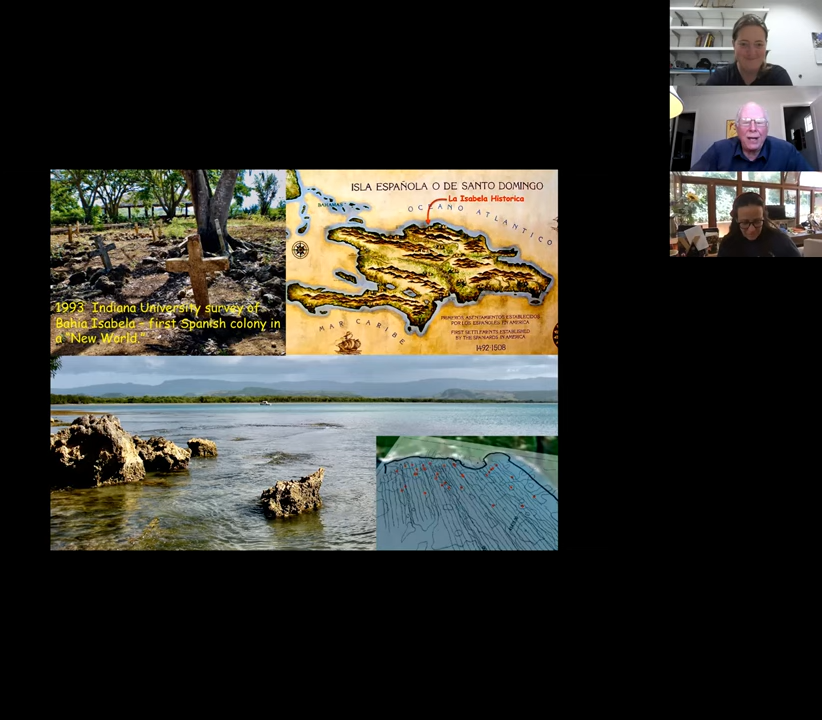 1993 Indiana University survey of
Bahia Isabela - first Spanish colony in
a "New World."
ISLA ESPAÑOLA O DE SANTO DOMINGO
La Isabela Historica
BAHAMAS
OCEANO ATLANTICO
MAR CARIBE
PRIMEROS ASENTAMIENTOS ESTABLECIDOS
POR LOS ESPAÑOLES EN AMERICA
FIRST SETTLEMENTS ESTABLISHED
BY THE SPANIARDS IN AMERICA
1492-1508